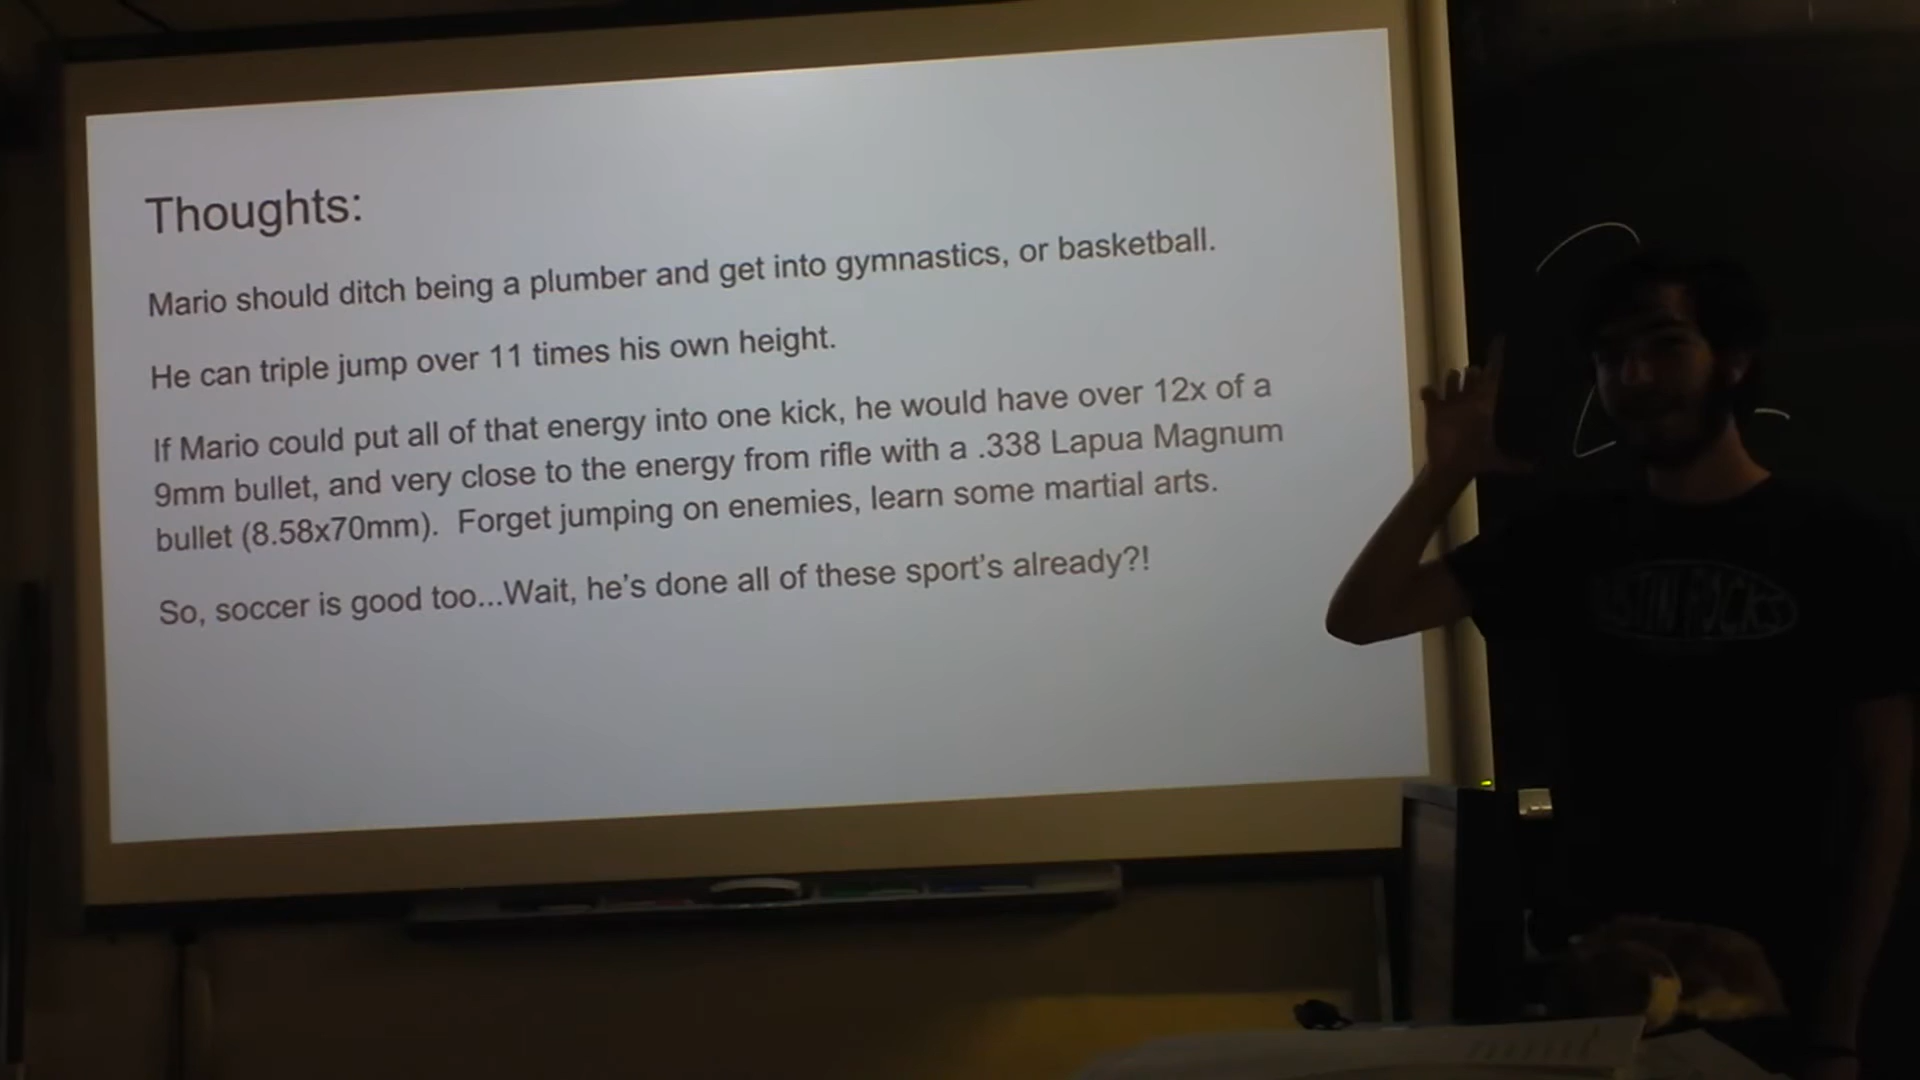 Thoughts:
Mario should ditch being a plumber and get into gymnastics, or basketball.
He can triple jump over 11 times his own height.
If Mario could put all of that energy into one kick, he would have over 12x of a
9mm bullet, and very close to the energy from rifle with a .338 Lapua Magnum
bullet (8.58x70mm).  Forget jumping on enemies, learn some martial arts.
So, soccer is good too...Wait, he's done all of these sport's already?!